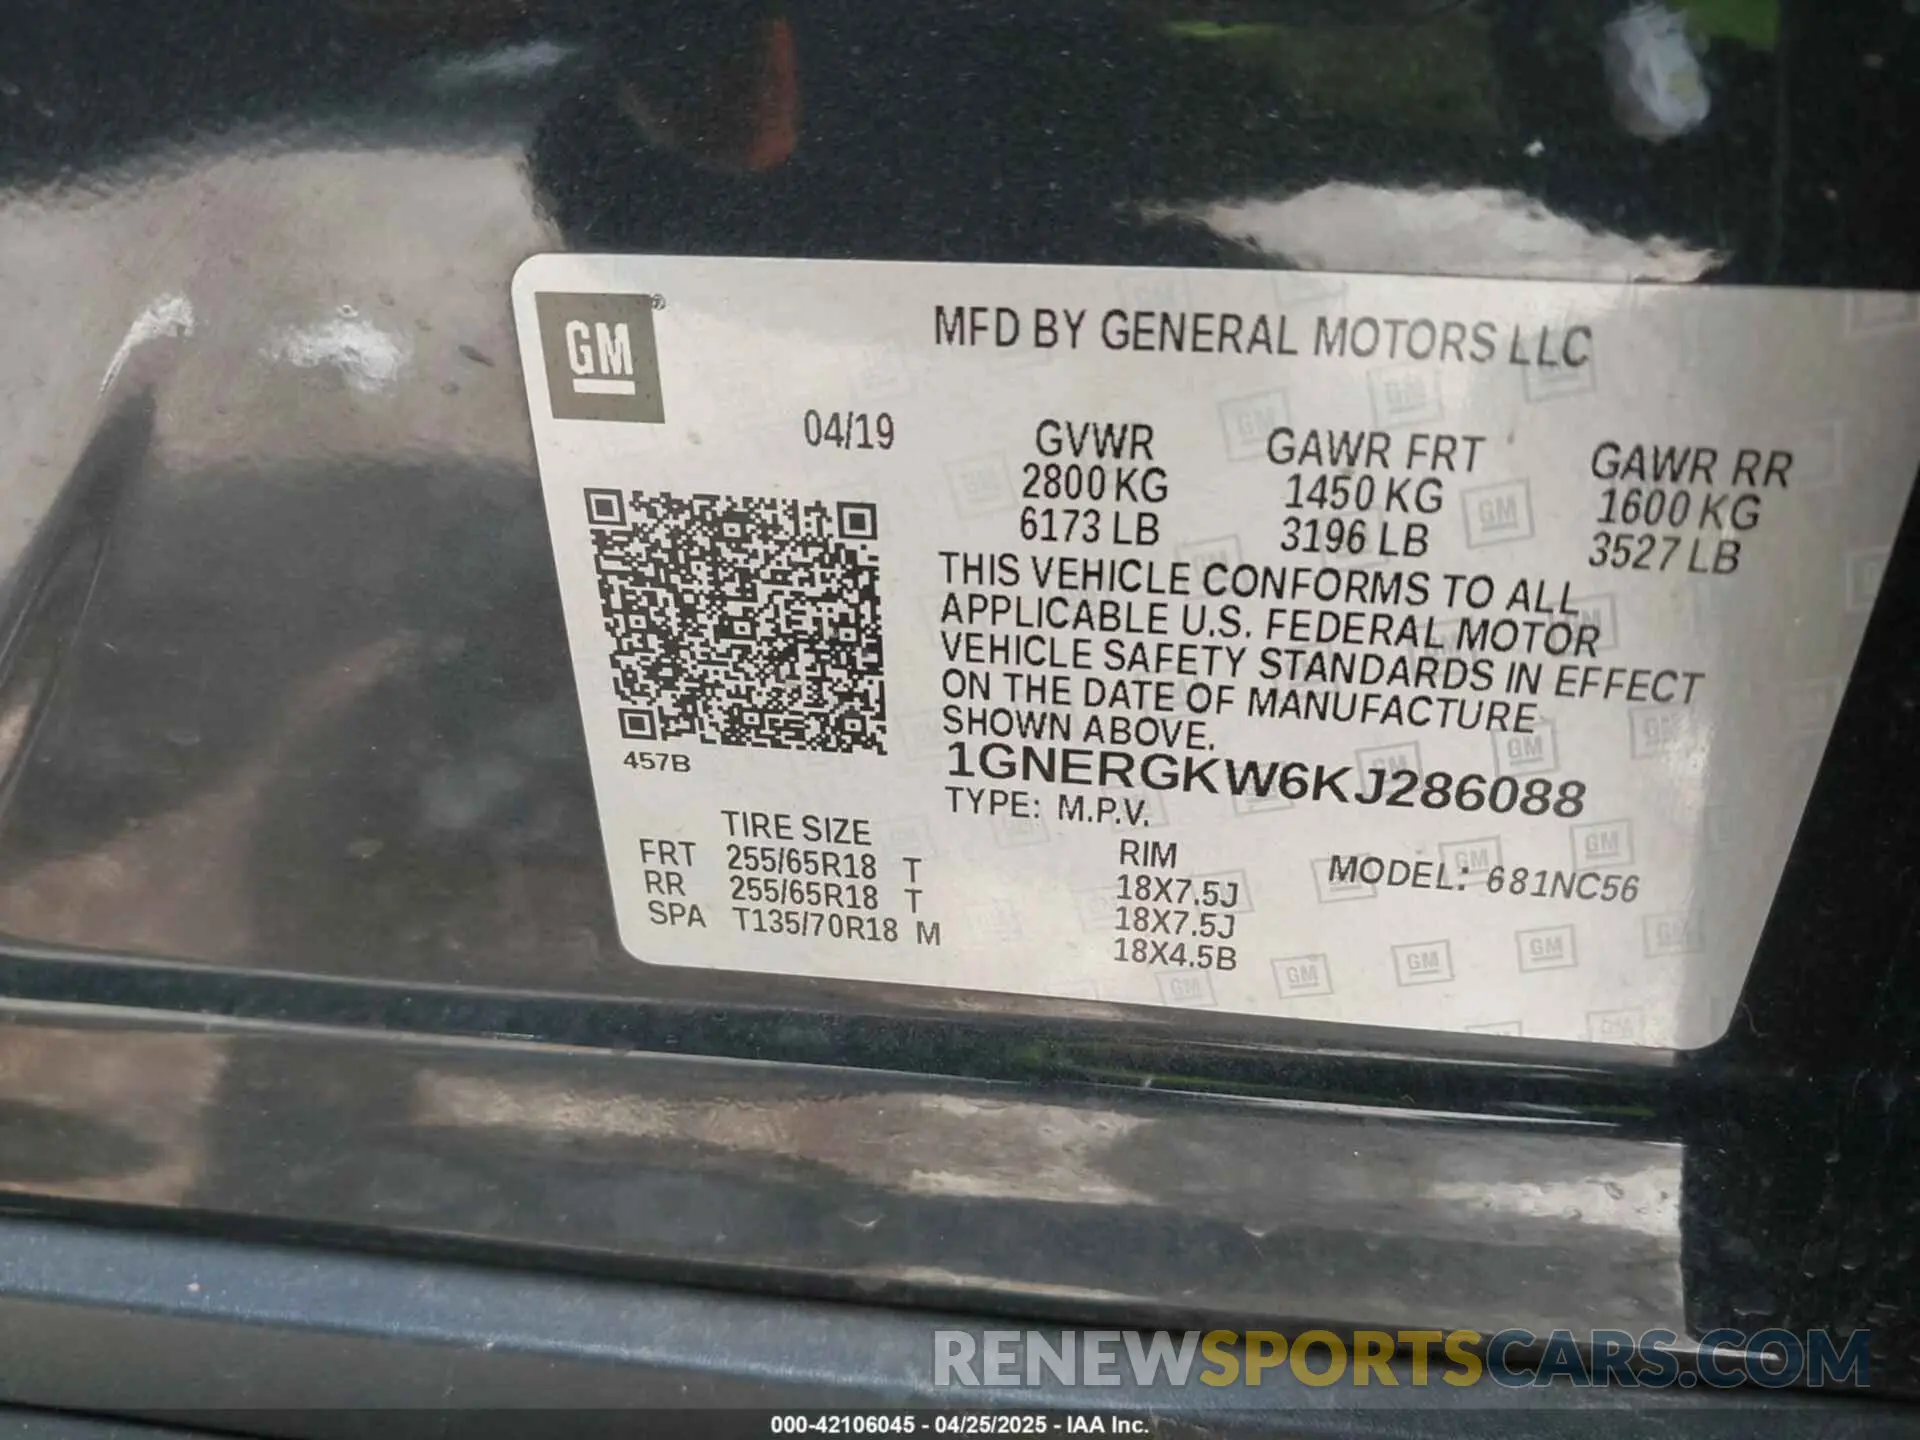 GM
MFD BY GENERAL MOTORS LLC
04/19
GVWR GAWR FRT GAWR RR
2800 KG 1450 KG 1600 KG
6173 LB 3196 LB 3527 LB
THIS VEHICLE CONFORMS TO ALL
APPLICABLE U.S. FEDERAL MOTOR
VEHICLE SAFETY STANDARDS IN EFFECT
ON THE DATE OF MANUFACTURE
SHOWN ABOVE.
457B
1GNERGKW6KJ286088
TYPE: M.P.V.
TIRE SIZE RIM MODEL: 681NC56
FRT 255/65R18 T 18X7.5J
RR 255/65R18 T 18X7.5J
SPA T135/70R18 M 18X4.5B
RENEWSPORTSCARS.COM
000-42106045 - 04/25/2025 - IAA Inc.